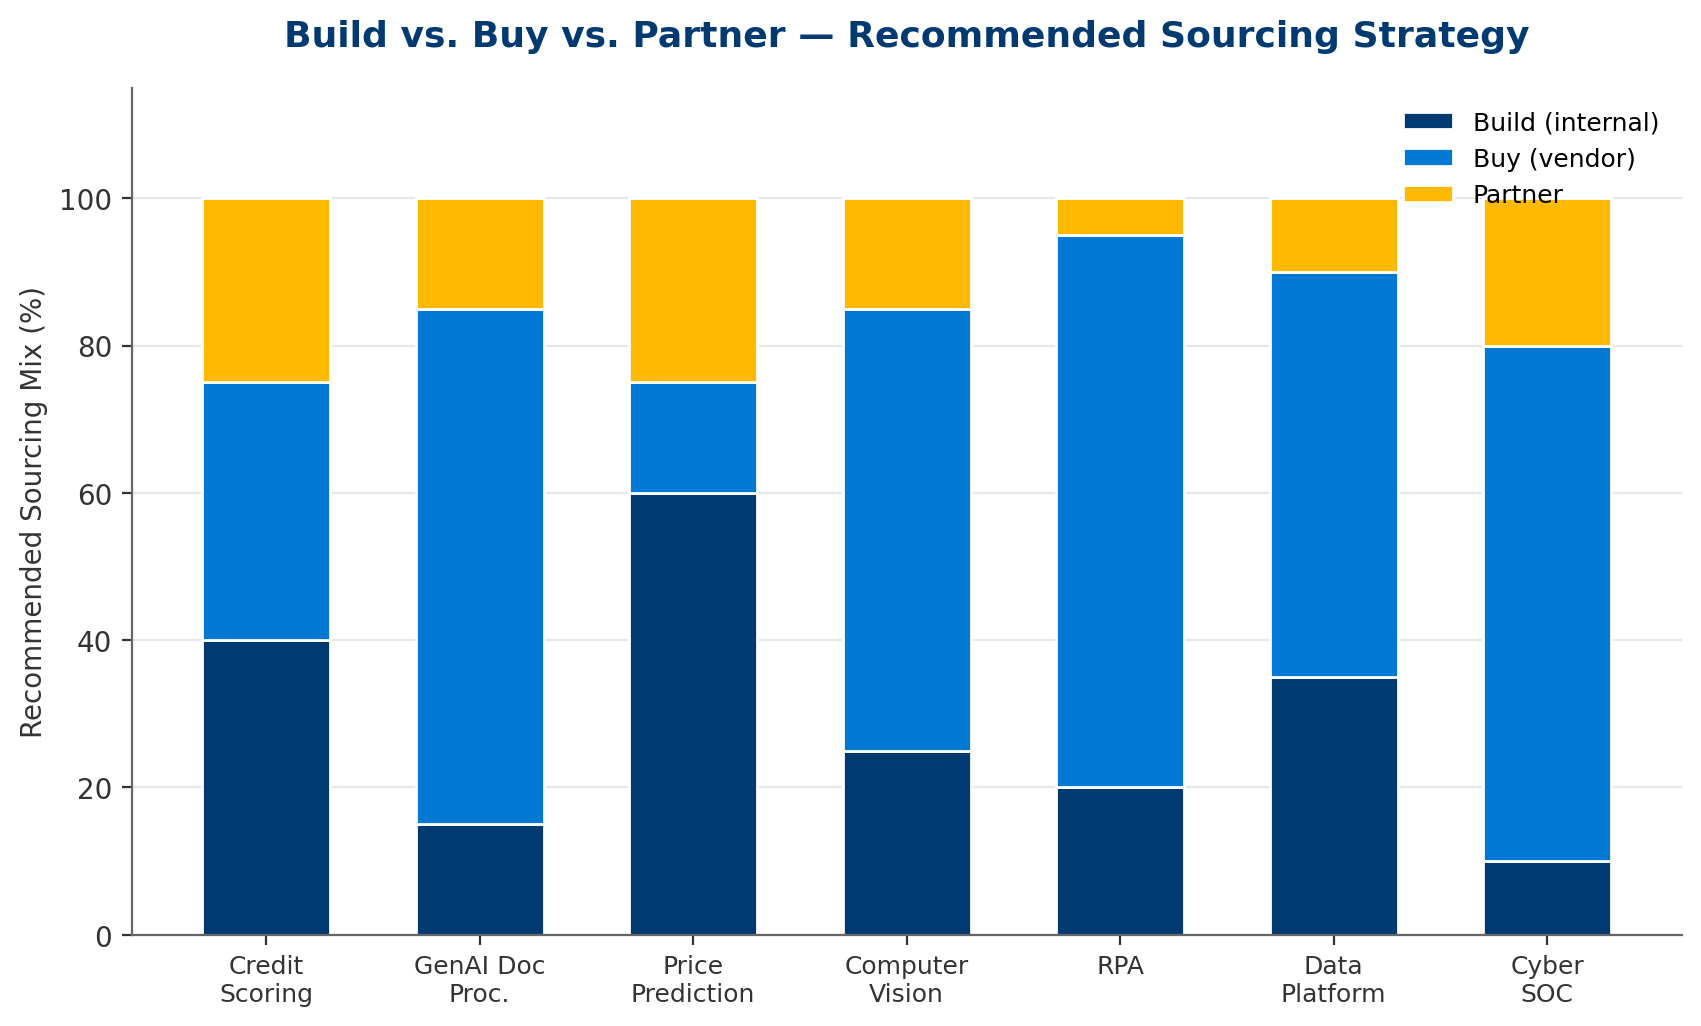 Build vs. Buy vs. Partner — Recommended Sourcing Strategy
Build (internal)
Buy (vendor)
Partner
Recommended Sourcing Mix (%)
100
80
60
40
20
0
Credit
Scoring
GenAI Doc
Proc.
Price
Prediction
Computer
Vision
RPA
Data
Platform
Cyber
SOC